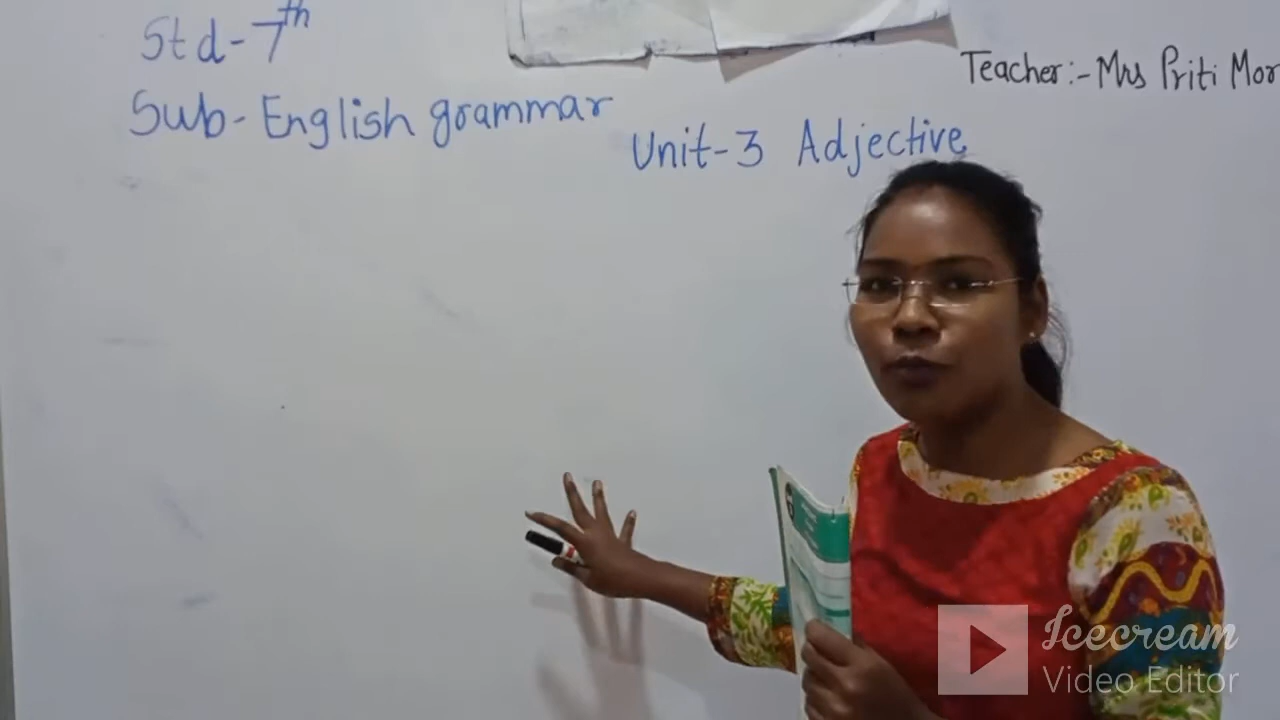 Std-7th
Sub-English grammar
Teacher:- Mrs Priti Mor
Unit-3 Adjective
Icecream
Video Editor